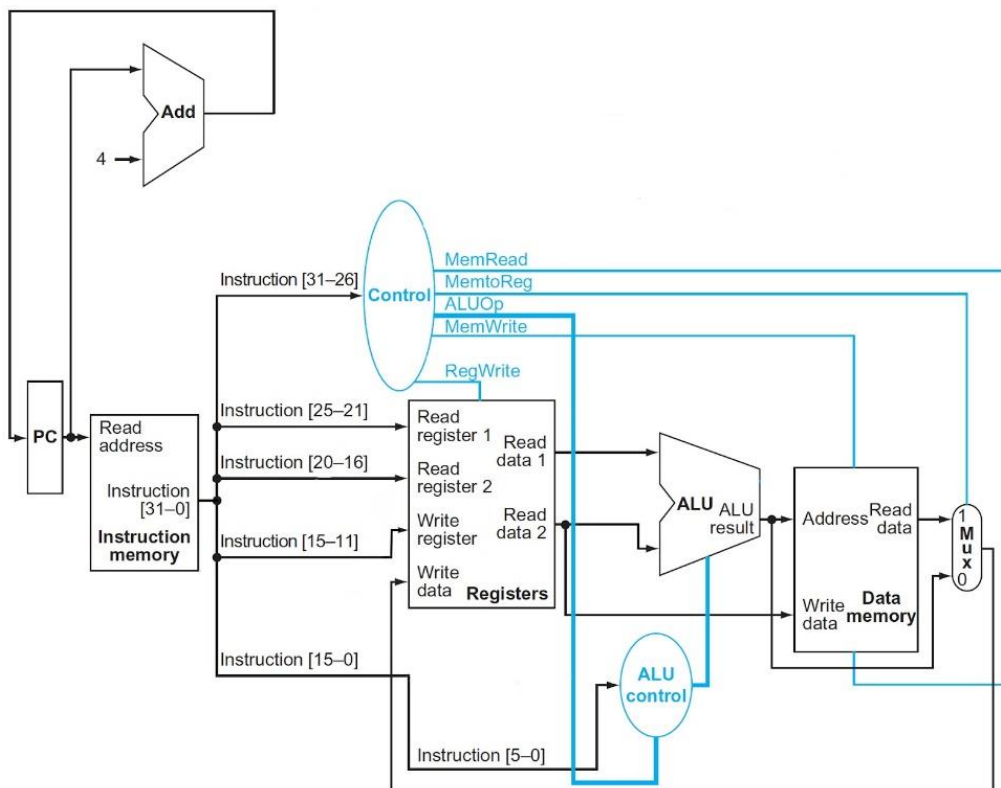 Add
4
MemRead
MemtoReg
ALUOp
MemWrite
RegWrite
Control
Instruction [31–26]
Instruction [25–21]
Instruction [20–16]
Instruction [15–11]
Instruction [15–0]
Instruction [5–0]
PC
Read
address
Instruction
[31–0]
Instruction
memory
Read
register 1
Read
register 2
Write
register
Write
data
Read
data 1
Read
data 2
Registers
ALU
ALU
result
Address
Read
data
Write
data
Data
memory
1
M
u
x
0
ALU
control